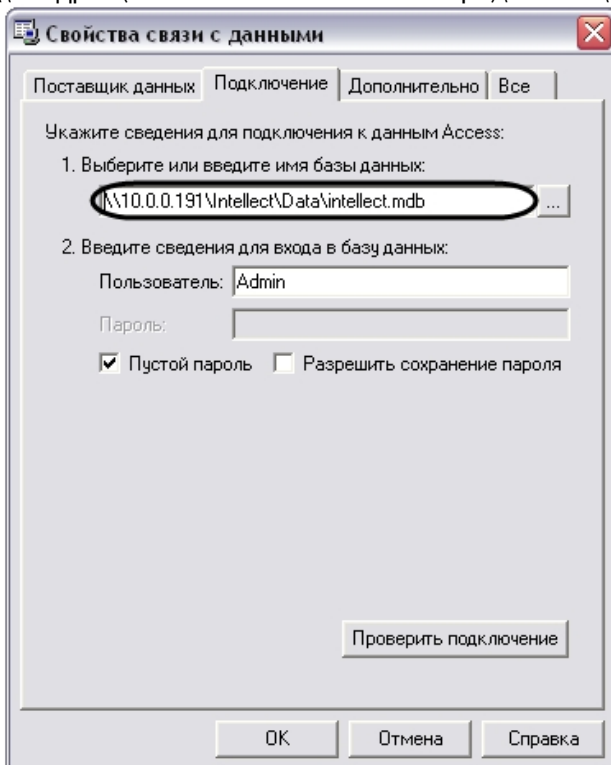 Свойства связи с данными
Поставщик данных Подключение Дополнительно Все
Укажите сведения для подключения к данным Access:
1. Выберите или введите имя базы данных:
\\10.0.0.191\Intellect\Data\intellect.mdb ...
2. Введите сведения для входа в базу данных:
Пользователь: Admin
Пароль:
Пустой пароль Разрешить сохранение пароля
Проверить подключение
OK Отмена Справка